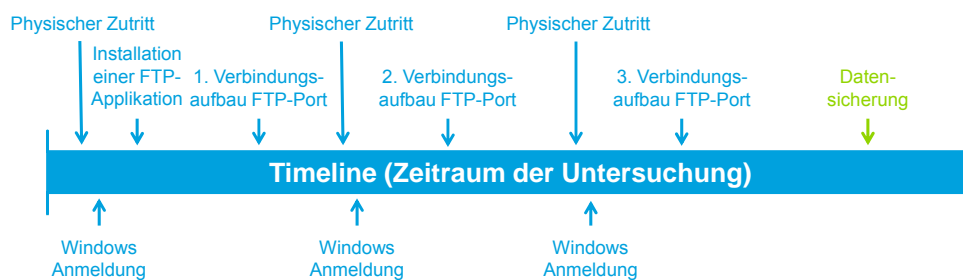 Physischer Zutritt
Physischer Zutritt
Physischer Zutritt
Installation
einer FTP-
Applikation
1. Verbindungs-
aufbau FTP-Port
2. Verbindungs-
aufbau FTP-Port
3. Verbindungs-
aufbau FTP-Port
Daten-
sicherung
Timeline (Zeitraum der Untersuchung)
Windows
Anmeldung
Windows
Anmeldung
Windows
Anmeldung